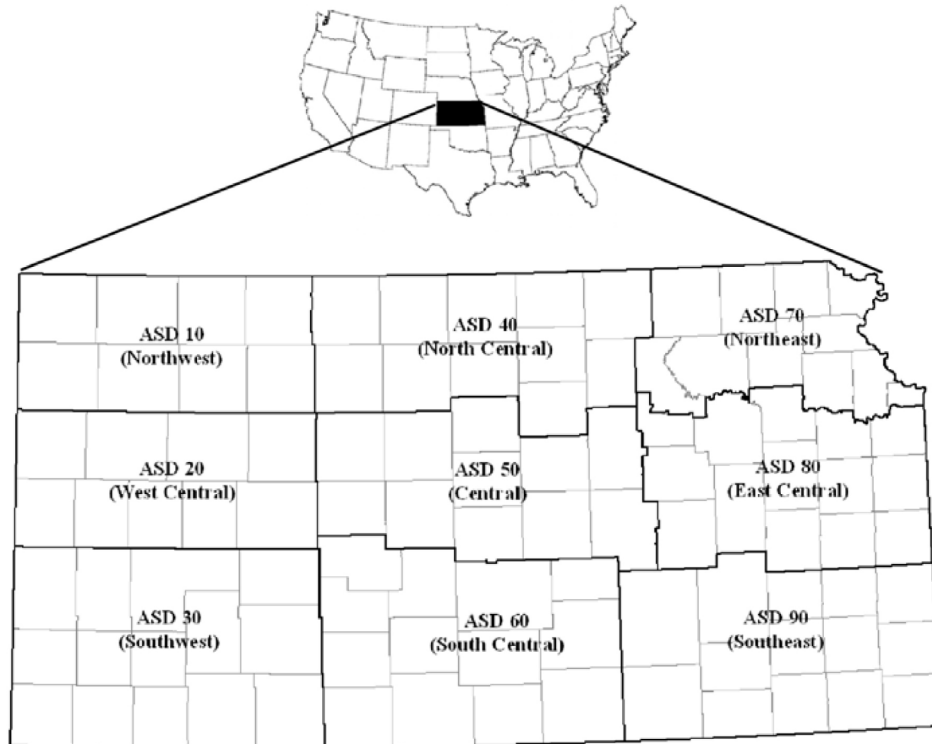 ASD 10
(Northwest)
ASD 40
(North Central)
ASD 70
(Northeast)
ASD 20
(West Central)
ASD 50
(Central)
ASD 80
(East Central)
ASD 30
(Southwest)
ASD 60
(South Central)
ASD 90
(Southeast)